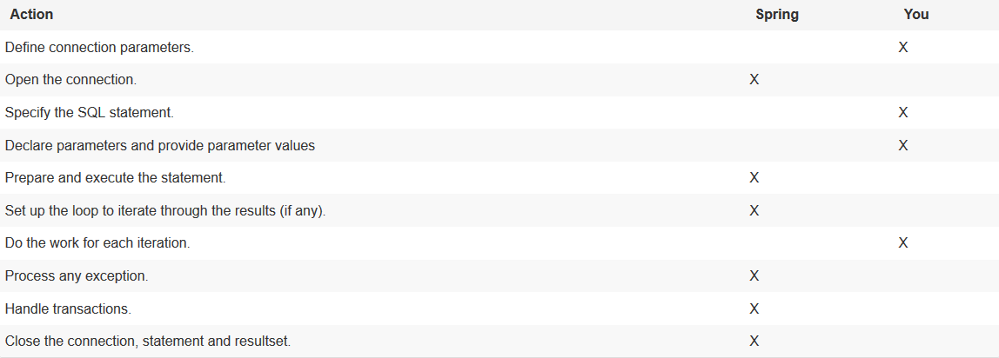 Action Spring You
Define connection parameters. X
Open the connection. X
Specify the SQL statement. X
Declare parameters and provide parameter values X
Prepare and execute the statement. X
Set up the loop to iterate through the results (if any). X
Do the work for each iteration. X
Process any exception. X
Handle transactions. X
Close the connection, statement and resultset. X